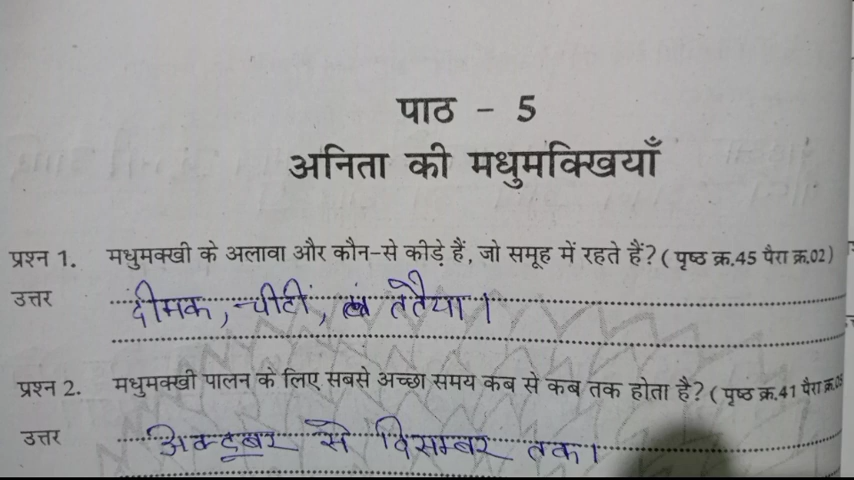 पाठ - 5
अनिता की मधुमक्खियाँ
प्रश्न 1. मधुमक्खी के अलावा और कौन-से कीड़े हैं, जो समूह में रहते हैं? ( पृष्ठ क्र.45 पैरा क्र.02 )
उत्तर दीमक, चीटीं, ततैया ।
प्रश्न 2. मधुमक्खी पालन के लिए सबसे अच्छा समय कब से कब तक होता है? ( पृष्ठ क्र.41 पैरा क्र.
उत्तर अक्टूबर से दिसम्बर तक।